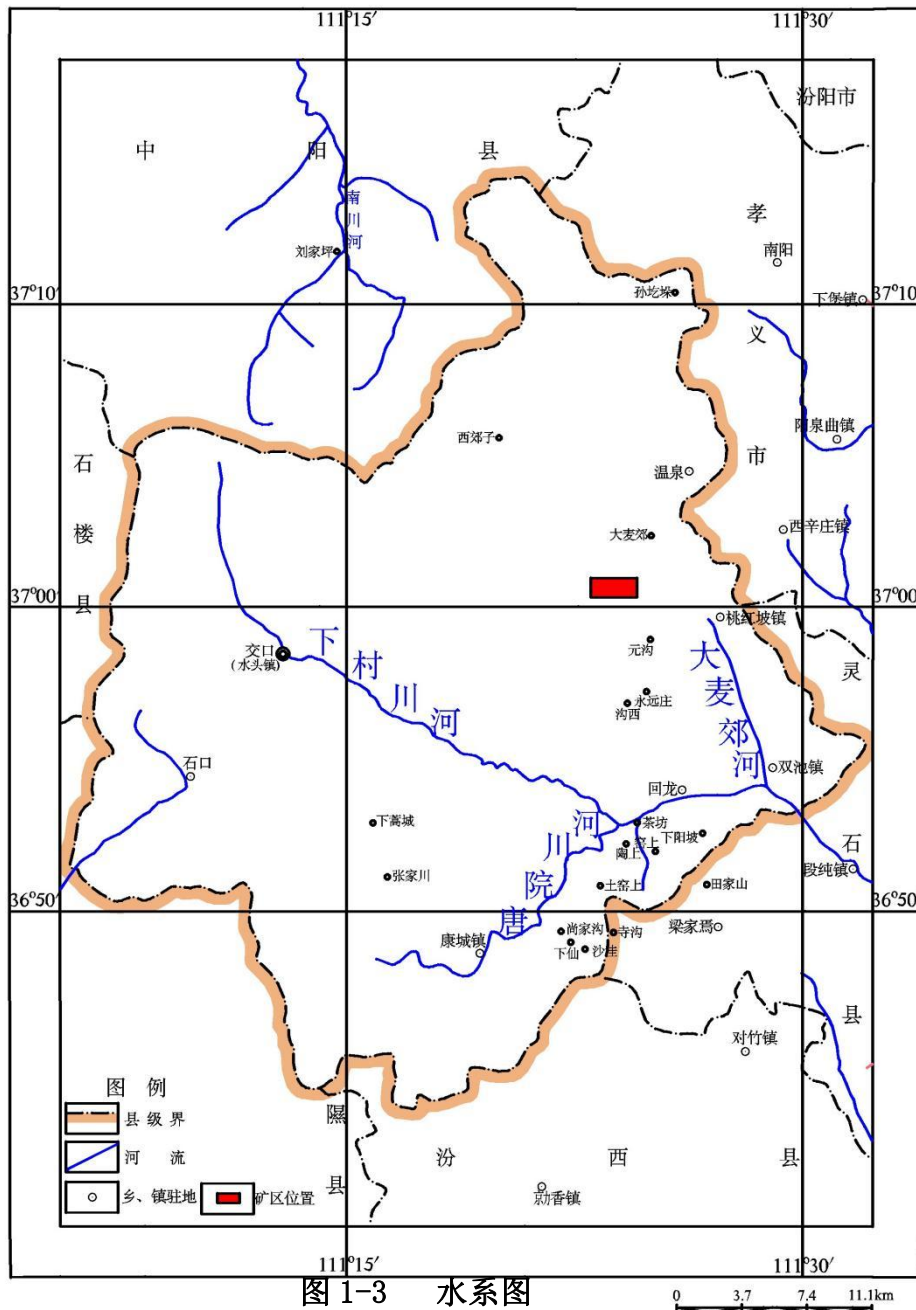 111°15′ 111°30′
汾阳市
中 阳 县
孝
南川河
刘家坪
南阳
37°10′ 37°10′
孙圪垛
下堡镇
义
西郊子
阳泉曲镇
石
温泉
市
楼
大麦郊
西辛庄镇
县
37°00′ 37°00′
桃红坡镇
交口
(水头镇)
下村川河
元沟
大麦郊河
灵
永远庄
沟西
石口
双池镇
回龙
下蒿城
茶坊
窑上
下阳坡
陶上
石
张家川
土窑上
田家山
段纯镇
36°50′ 36°50′
唐院川河
康城镇
尚家沟
寺沟
梁家焉
下仙
沙洼
县
对竹镇
图 例
县 级 界
河 流
乡、镇驻地
矿区位置
隰
县
汾 西 县
勍香镇
111°15′ 111°30′
图 1-3 水系图
0 3.7 7.4 11.1km